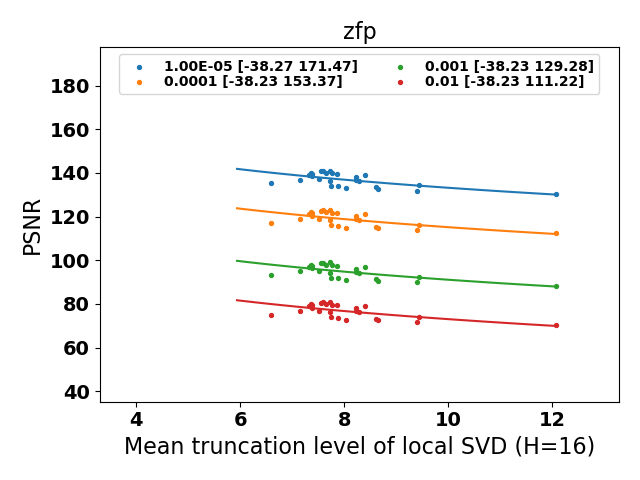 zfp
1.00E-05 [-38.27 171.47]
0.0001 [-38.23 153.37]
0.001 [-38.23 129.28]
0.01 [-38.23 111.22]
180
160
140
120
100
80
60
40
PSNR
4 6 8 10 12
Mean truncation level of local SVD (H=16)